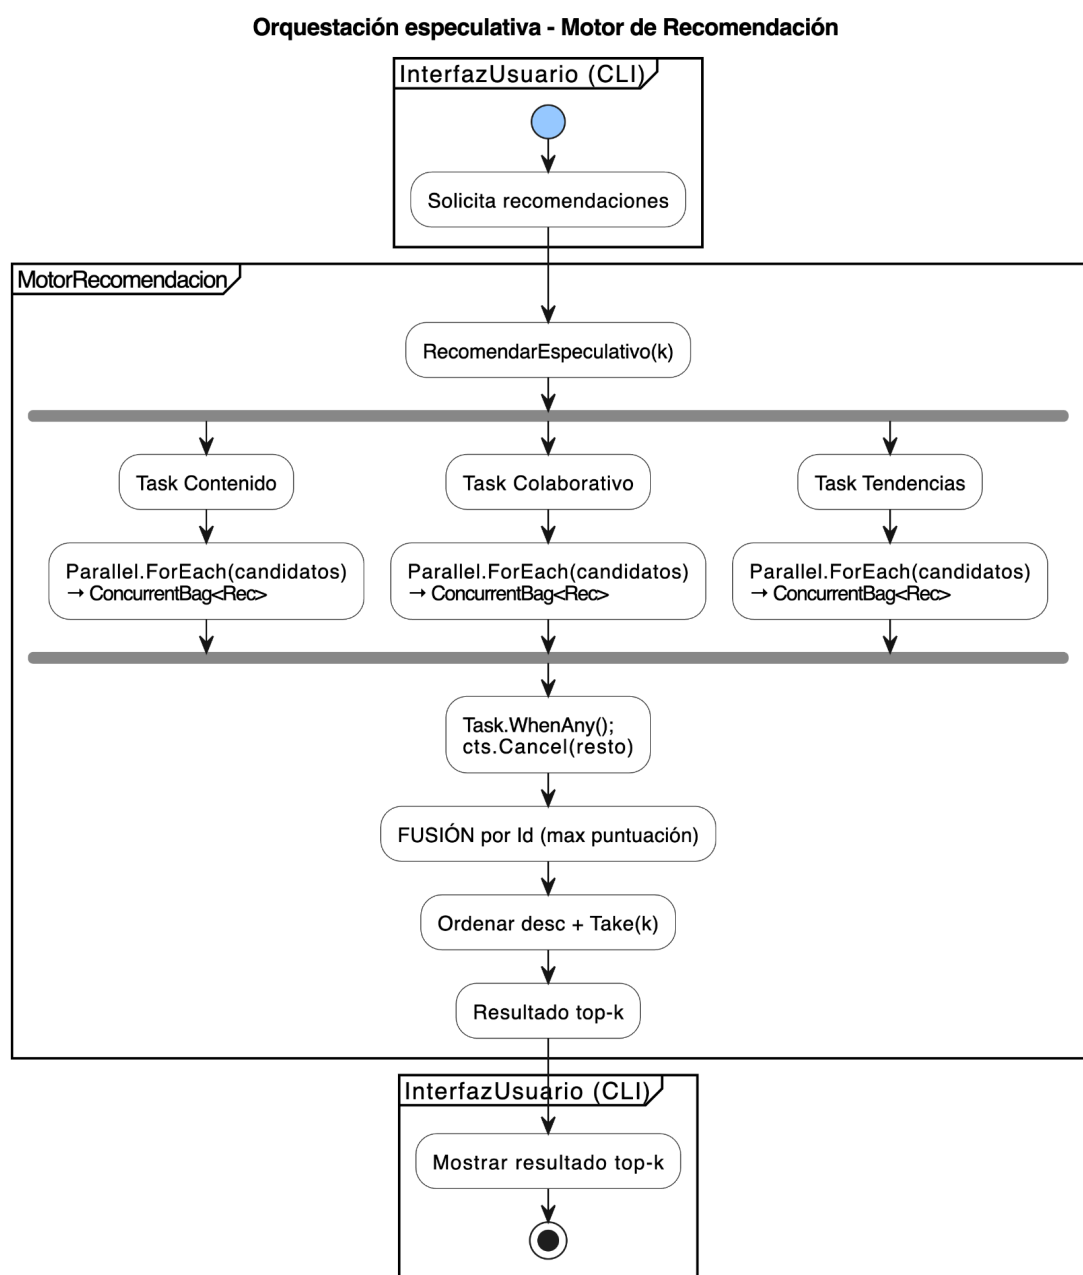 Orquestación especulativa - Motor de Recomendación
InterfazUsuario (CLI)
Solicita recomendaciones
MotorRecomendacion
RecomendarEspeculativo(k)
Task Contenido
Task Colaborativo
Task Tendencias
Parallel.ForEach(candidatos)
→ ConcurrentBag<Rec>
Parallel.ForEach(candidatos)
→ ConcurrentBag<Rec>
Parallel.ForEach(candidatos)
→ ConcurrentBag<Rec>
Task.WhenAny();
cts.Cancel(resto)
FUSIÓN por Id (max puntuación)
Ordenar desc + Take(k)
Resultado top-k
InterfazUsuario (CLI)
Mostrar resultado top-k